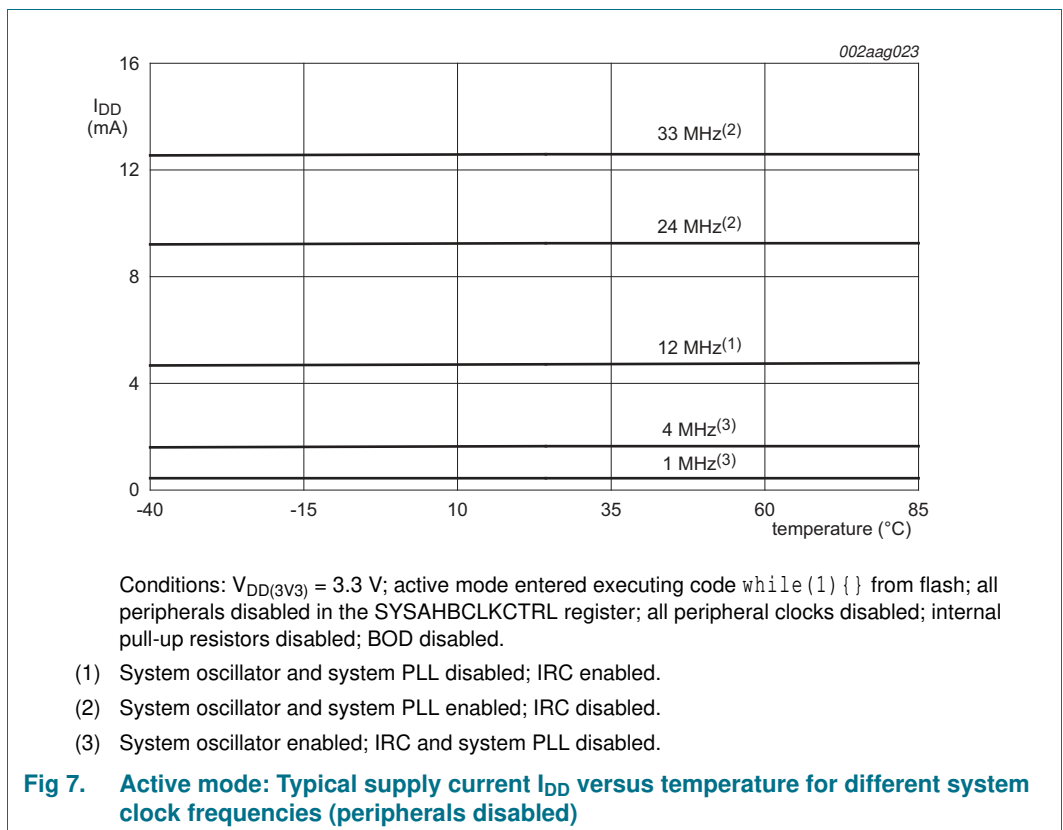 002aag023
16
I_DD
(mA)
33 MHz(2)
12
24 MHz(2)
8
12 MHz(1)
4
4 MHz(3)
1 MHz(3)
0
-40 -15 10 35 60 85
temperature (°C)
Conditions: V_DD(3V3) = 3.3 V; active mode entered executing code while(1){} from flash; all
peripherals disabled in the SYSAHBCLKCTRL register; all peripheral clocks disabled; internal
pull-up resistors disabled; BOD disabled.
(1) System oscillator and system PLL disabled; IRC enabled.
(2) System oscillator and system PLL enabled; IRC disabled.
(3) System oscillator enabled; IRC and system PLL disabled.
Fig 7. Active mode: Typical supply current I_DD versus temperature for different system
clock frequencies (peripherals disabled)